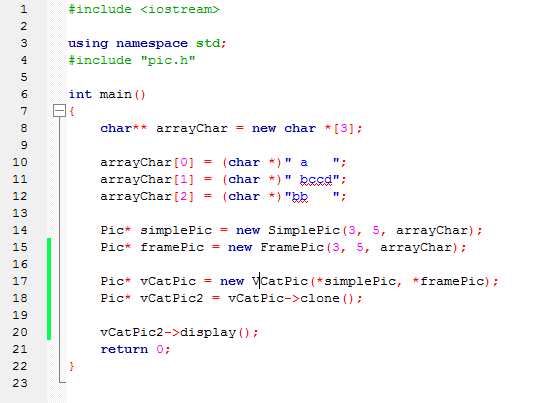 1 #include <iostream>
2
3 using namespace std;
4 #include "pic.h"
5
6 int main()
7 {
8 char** arrayChar = new char *[3];
9
10 arrayChar[0] = (char *)" a   ";
11 arrayChar[1] = (char *)" bccd";
12 arrayChar[2] = (char *)"bb   ";
13
14 Pic* simplePic = new SimplePic(3, 5, arrayChar);
15 Pic* framePic = new FramePic(3, 5, arrayChar);
16
17 Pic* vCatPic = new VCatPic(*simplePic, *framePic);
18 Pic* vCatPic2 = vCatPic->clone();
19
20 vCatPic2->display();
21 return 0;
22 }
23